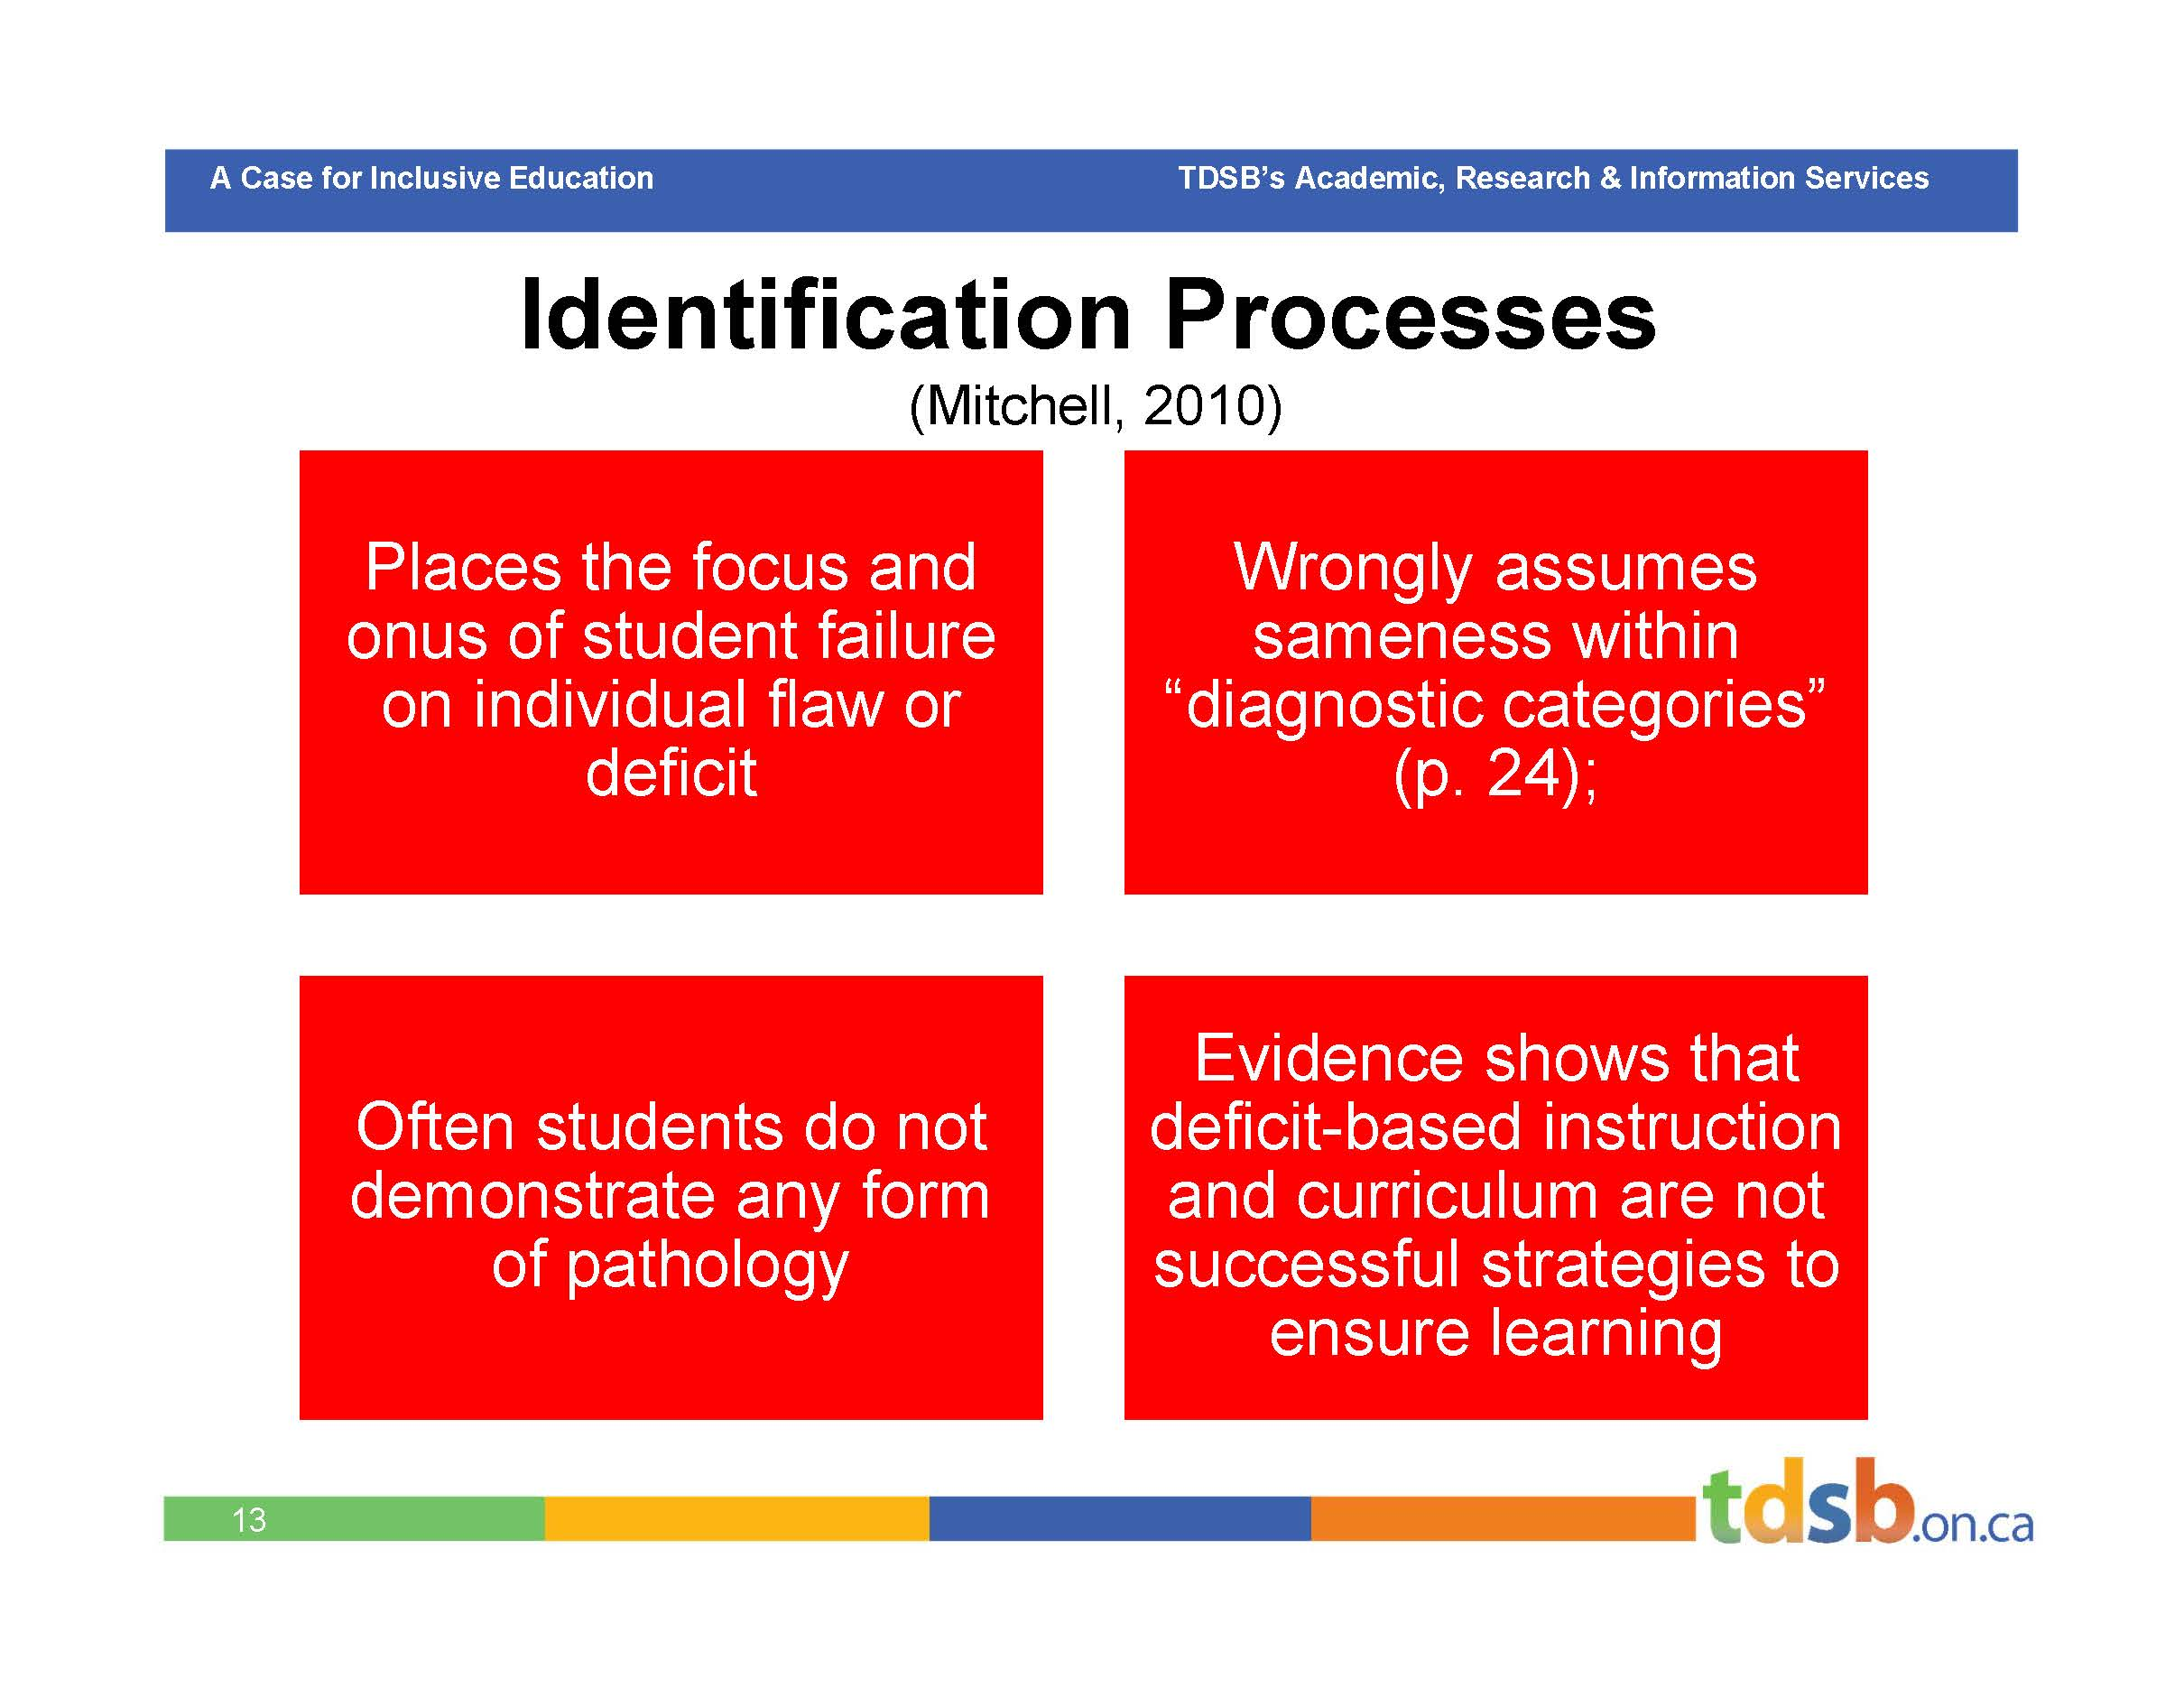 A Case for Inclusive Education
TDSB’s Academic, Research & Information Services
Identification Processes
(Mitchell, 2010)
Places the focus and
onus of student failure
on individual flaw or
deficit
Wrongly assumes
sameness within
“diagnostic categories”
(p. 24);
Often students do not
demonstrate any form
of pathology
Evidence shows that
deficit-based instruction
and curriculum are not
successful strategies to
ensure learning
13
tdsb.on.ca